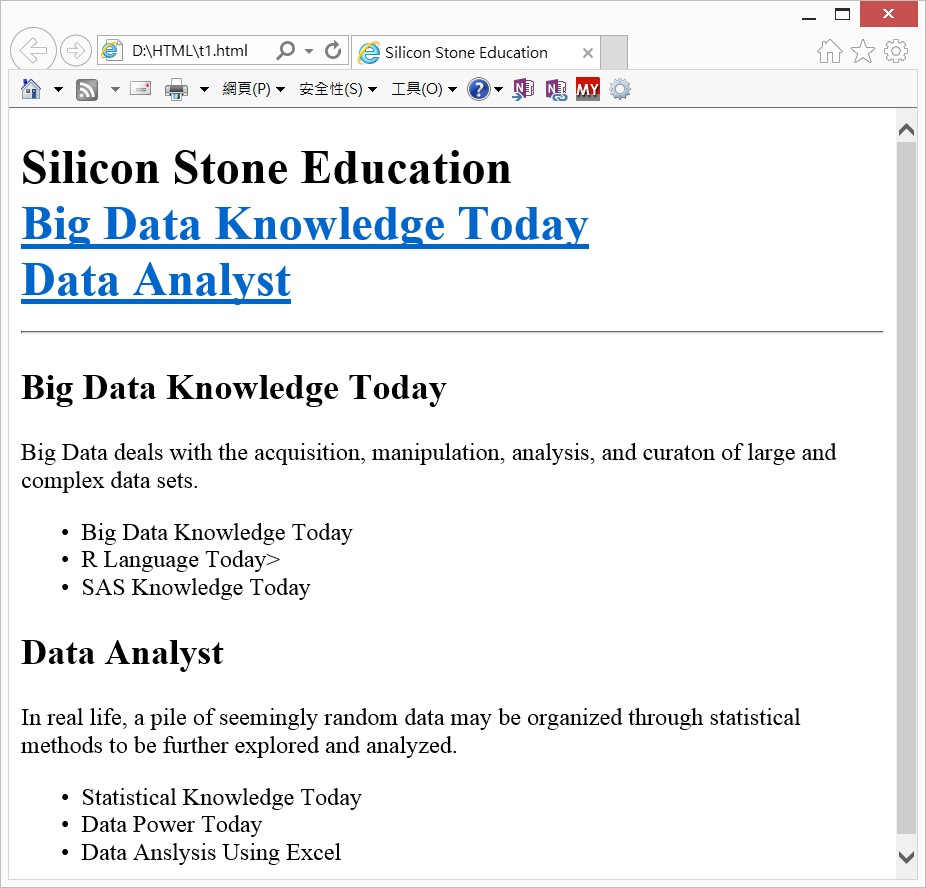 D:\HTML\t1.html
Silicon Stone Education
網頁(P)
安全性(S)
工具(O)
?
N
N
MY
Silicon Stone Education
Big Data Knowledge Today
Data Analyst
Big Data Knowledge Today
Big Data deals with the acquisition, manipulation, analysis, and curaton of large and
complex data sets.
• Big Data Knowledge Today
• R Language Today>
• SAS Knowledge Today
Data Analyst
In real life, a pile of seemingly random data may be organized through statistical
methods to be further explored and analyzed.
• Statistical Knowledge Today
• Data Power Today
• Data Anslysis Using Excel